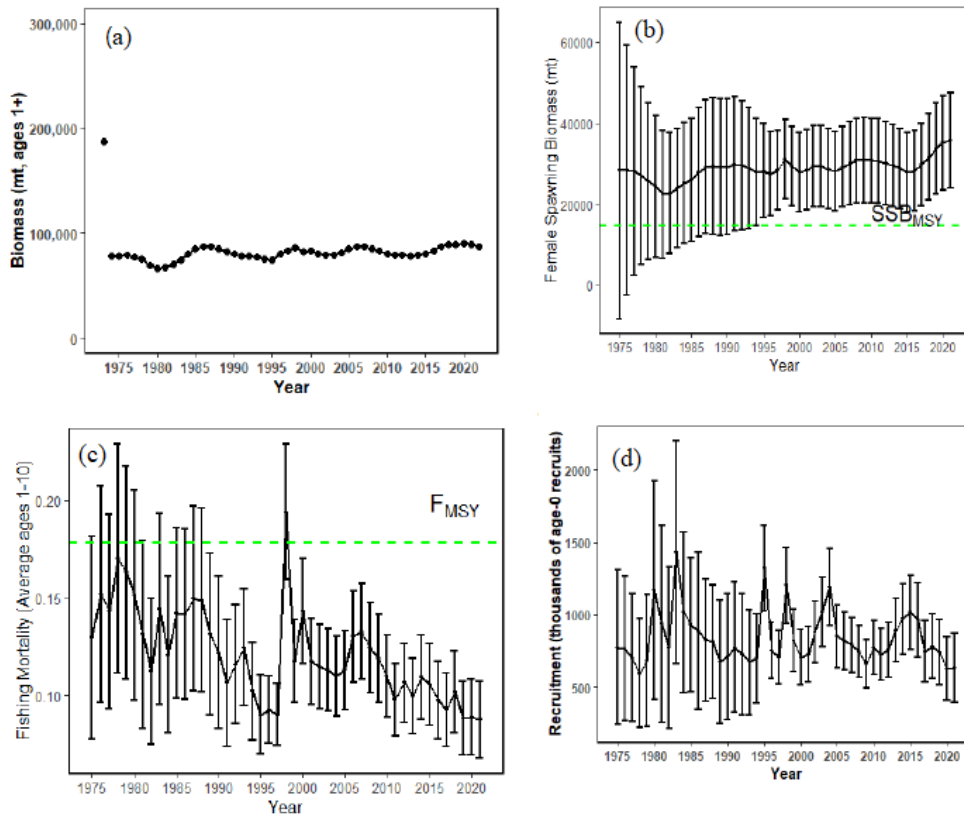 (a)
Biomass (mt, ages 1+)
300,000
200,000
100,000
0
1975 1980 1985 1990 1995 2000 2005 2010 2015 2020
Year
(b)
Female Spawning Biomass (mt)
60000
40000
20000
0
SSBMSY
1975 1980 1985 1990 1995 2000 2005 2010 2015 2020
Year
(c)
Fishing Mortality (Average ages 1-10)
0.20
0.15
0.10
FMSY
1975 1980 1985 1990 1995 2000 2005 2010 2015 2020
Year
(d)
Recruitment (thousands of age-0 recruits)
2000
1500
1000
500
1975 1980 1985 1990 1995 2000 2005 2010 2015 2020
Year